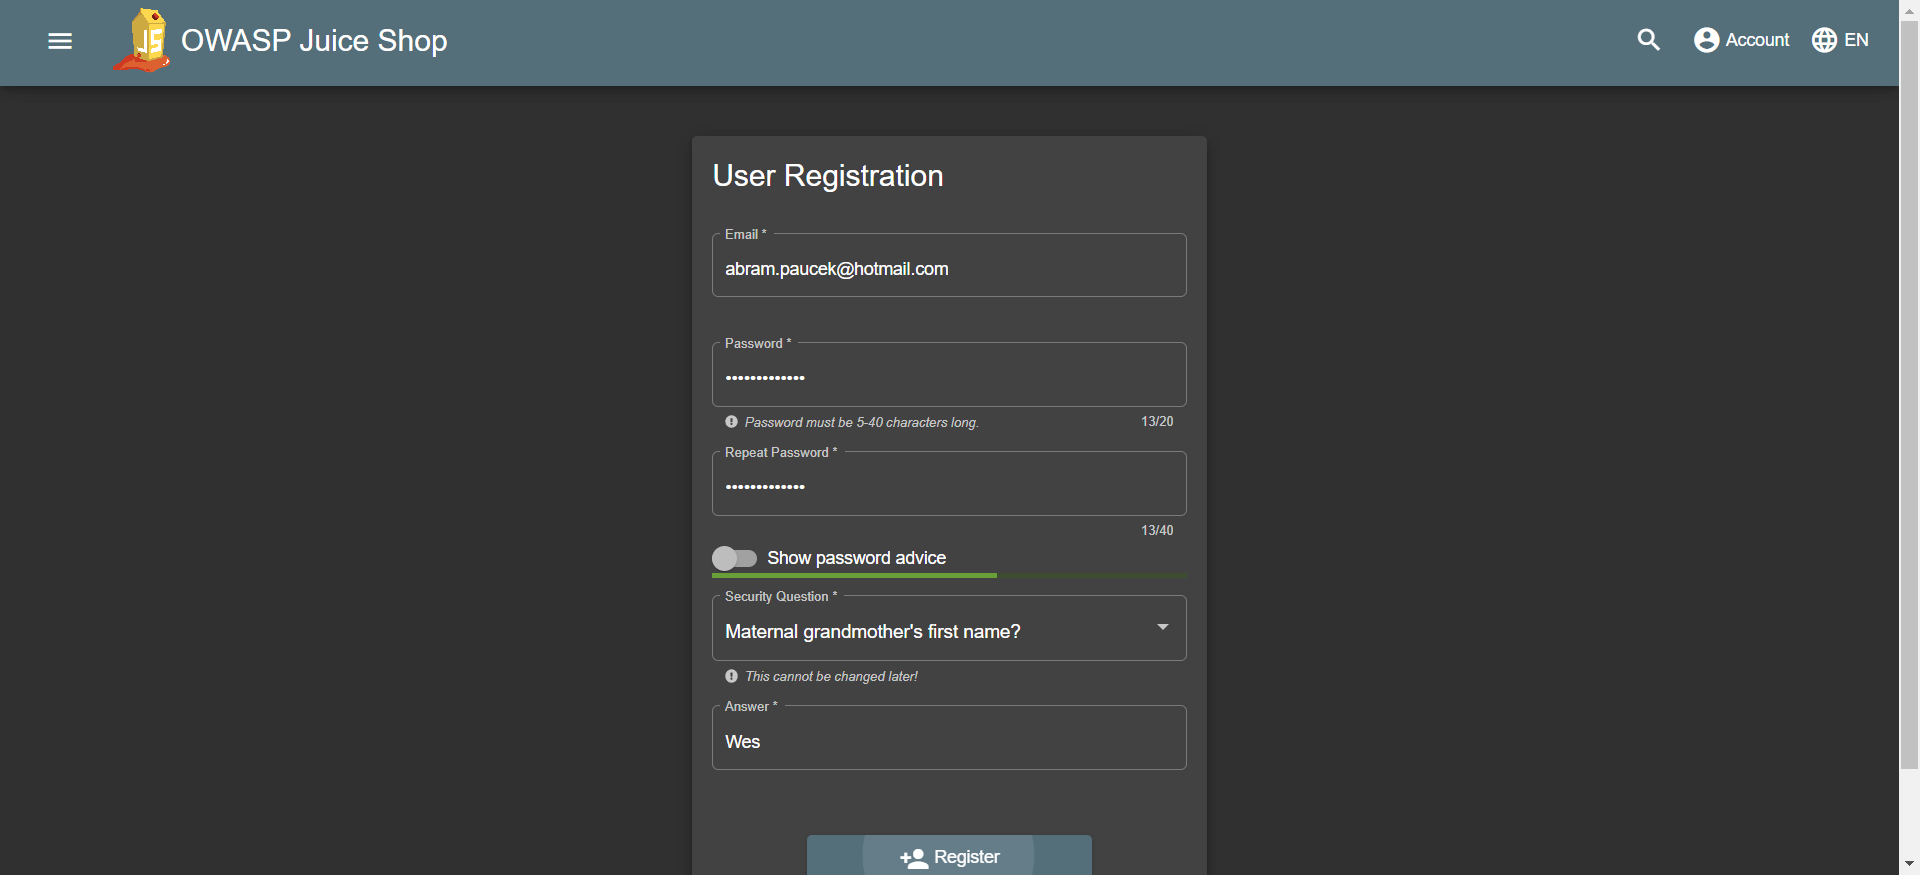 OWASP Juice Shop
Account
EN
User Registration
Email *
abram.paucek@hotmail.com
Password *
•••••••••••••
Password must be 5-40 characters long.
13/20
Repeat Password *
•••••••••••••
13/40
Show password advice
Security Question *
Maternal grandmother's first name?
This cannot be changed later!
Answer *
Wes
Register